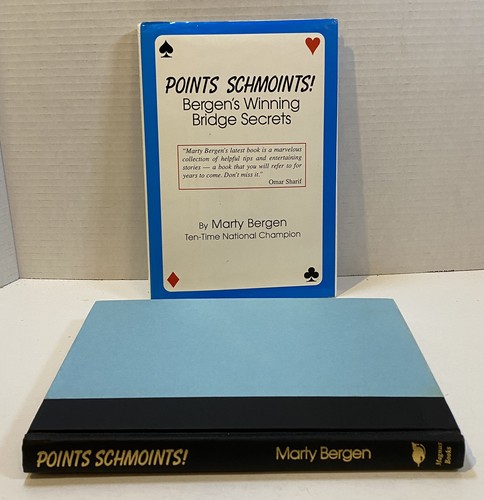 POINTS SCHMOINTS!
Bergen's Winning
Bridge Secrets
"Marty Bergen's latest book is a marvelous
collection of helpful tips and entertaining
stories — a book that you will refer to for
years to come. Don't miss it."
Omar Sharif
By Marty Bergen
Ten-Time National Champion
POINTS SCHMOINTS!
Marty Bergen
Magnus
Books